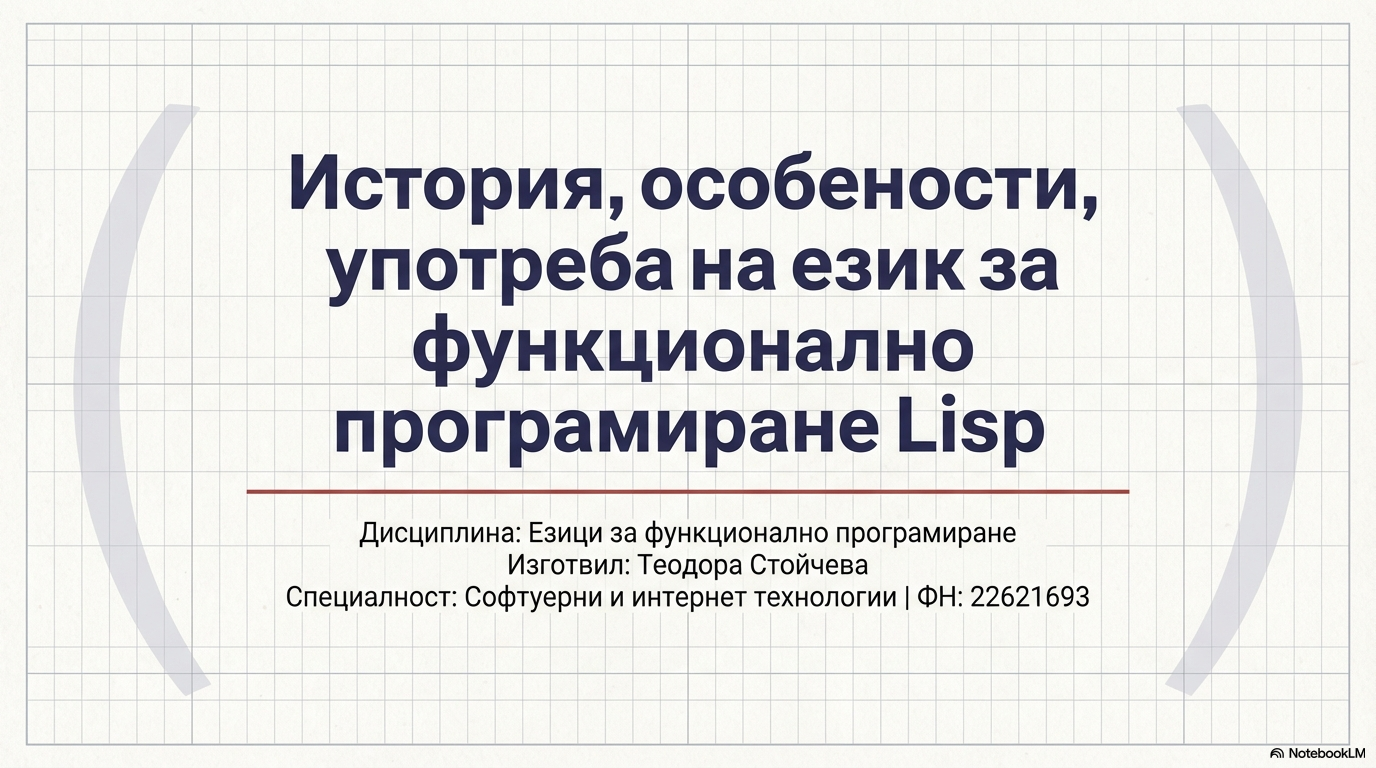 История, особености,
употреба на език за
функционално
програмиране Lisp
Дисциплина: Езици за функционално програмиране
Изготвил: Теодора Стойчева
Специалност: Софтуерни и интернет технологии | ФН: 22621693
NotebookLM